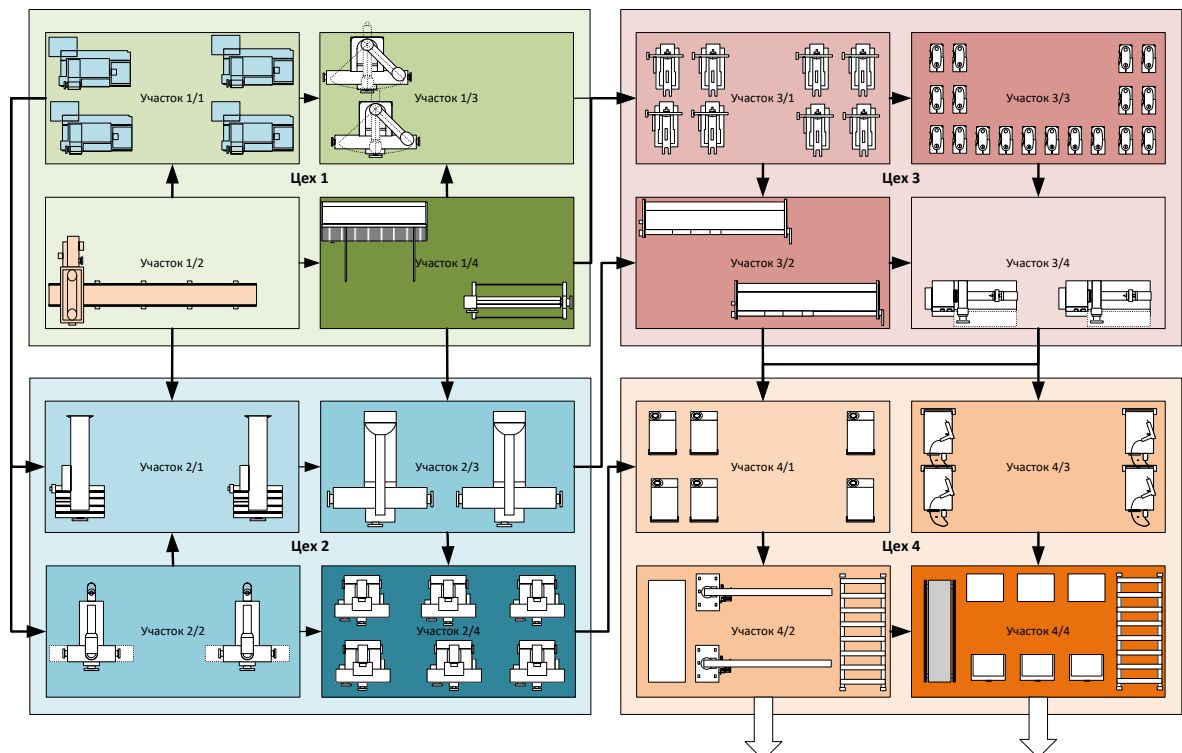 Участок 1/1
Участок 1/3
Цех 1
Участок 1/2
Участок 1/4
Участок 3/1
Участок 3/3
Цех 3
Участок 3/2
Участок 3/4
Участок 2/1
Участок 2/3
Цех 2
Участок 2/2
Участок 2/4
Участок 4/1
Участок 4/3
Цех 4
Участок 4/2
Участок 4/4